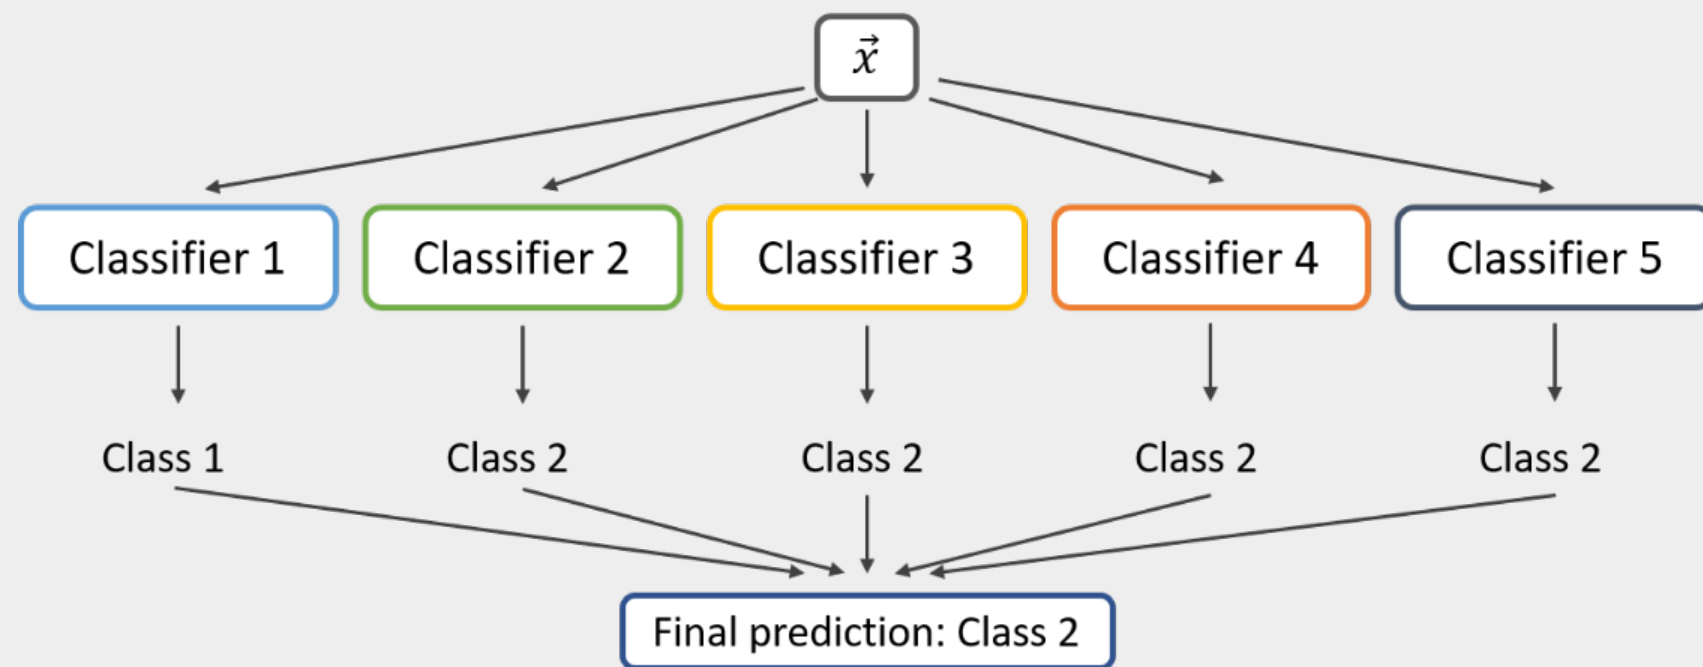 x⃗
Classifier 1
Classifier 2
Classifier 3
Classifier 4
Classifier 5
Class 1
Class 2
Class 2
Class 2
Class 2
Final prediction: Class 2